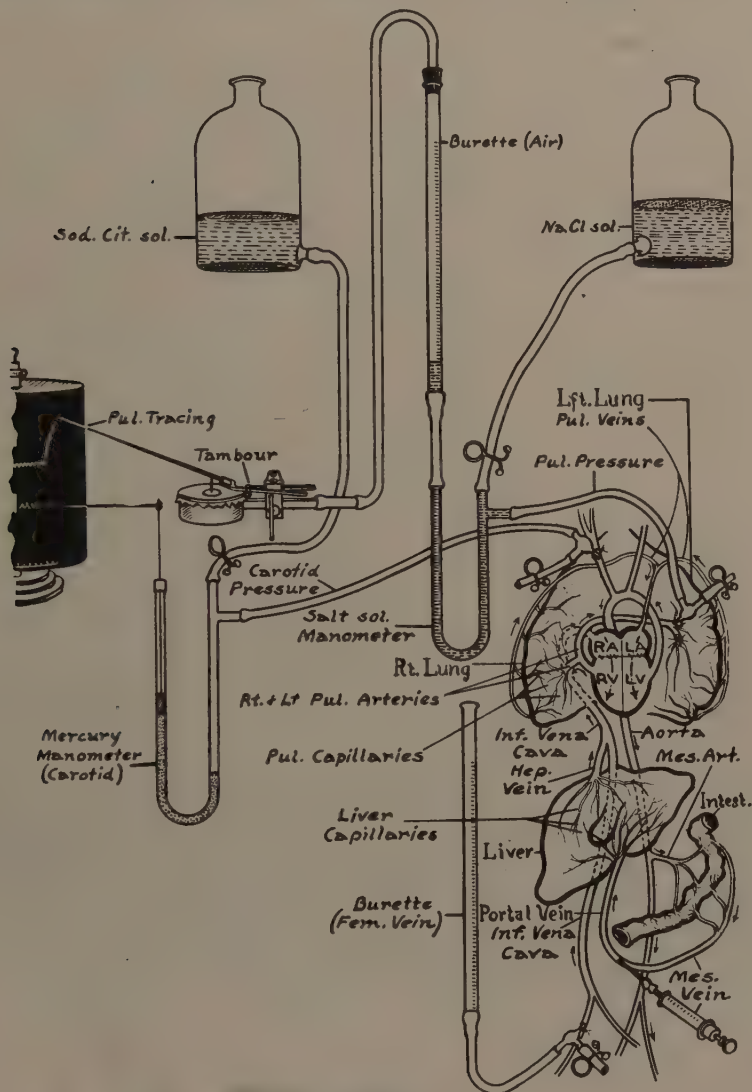 Burette (Air)
Sod. Cit. sol.
NaCl sol.
Lft. Lung
Pul. Veins
Pul. Tracing
Tambour
Pul. Pressure
Carotid
Pressure
Salt sol.
Manometer
Rt. Lung
RA LA
RV LV
Rt. & Lt Pul. Arteries
Mercury
Manometer
(Carotid)
Pul. Capillaries
Inf. Vena
Cava
Hep.
Vein
Aorta
Mes. Art.
Intest.
Liver
Capillaries
Liver
Burette
(Fem. Vein)
Portal Vein
Inf. Vena
Cava
Mes.
Vein